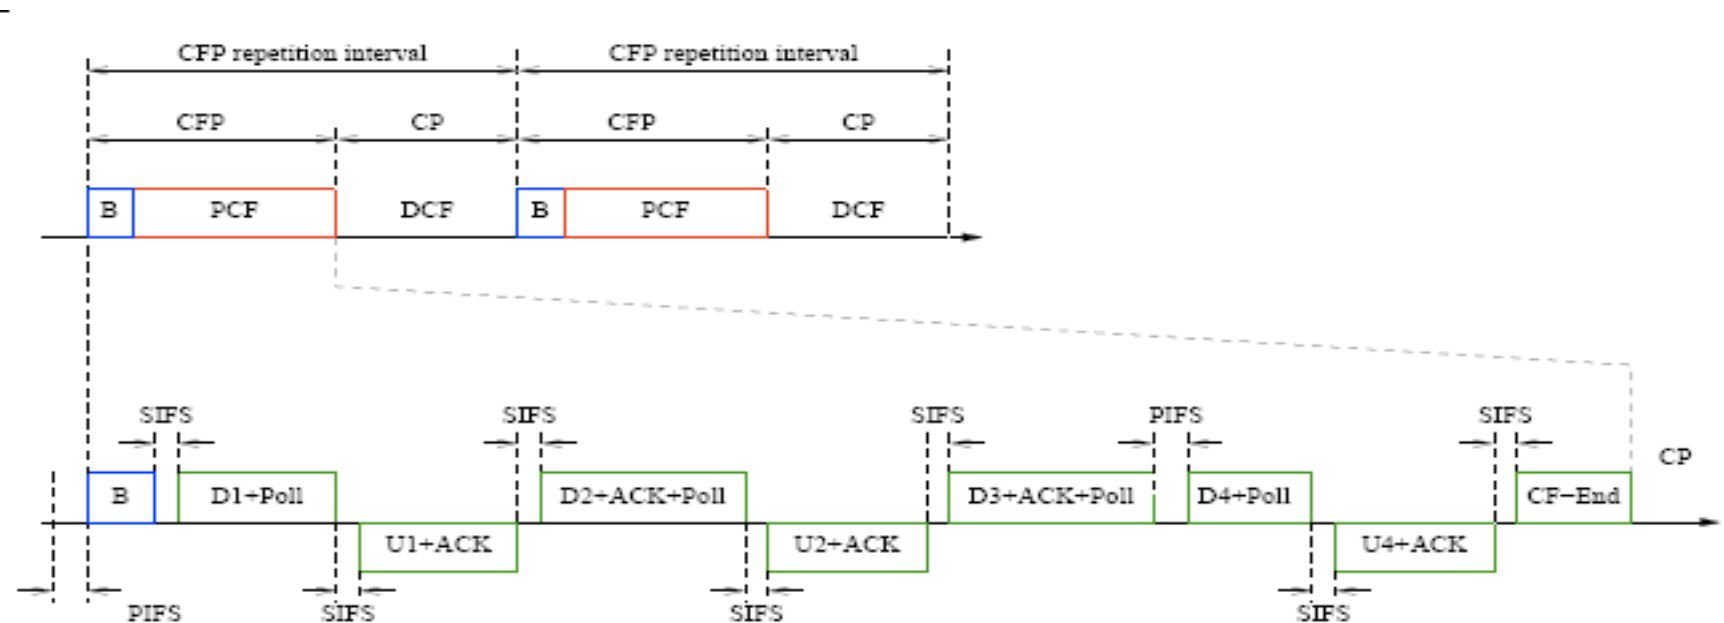 CFP repetition interval CFP repetition interval
CFP CP CFP CP
B PCF DCF B PCF DCF
SIFS SIFS SIFS PIFS SIFS
CP
B D1+Poll D2+ACK+Poll D3+ACK+Poll D4+Poll CF-End
U1+ACK U2+ACK U4+ACK
PIFS SIFS SIFS SIFS